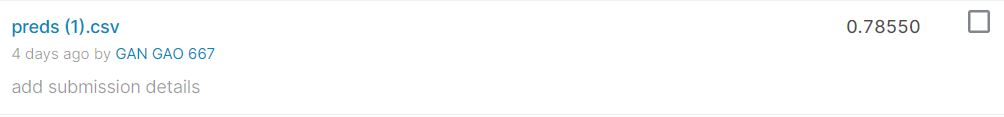 preds (1).csv 0.78550
4 days ago by GAN GAO 667
add submission details